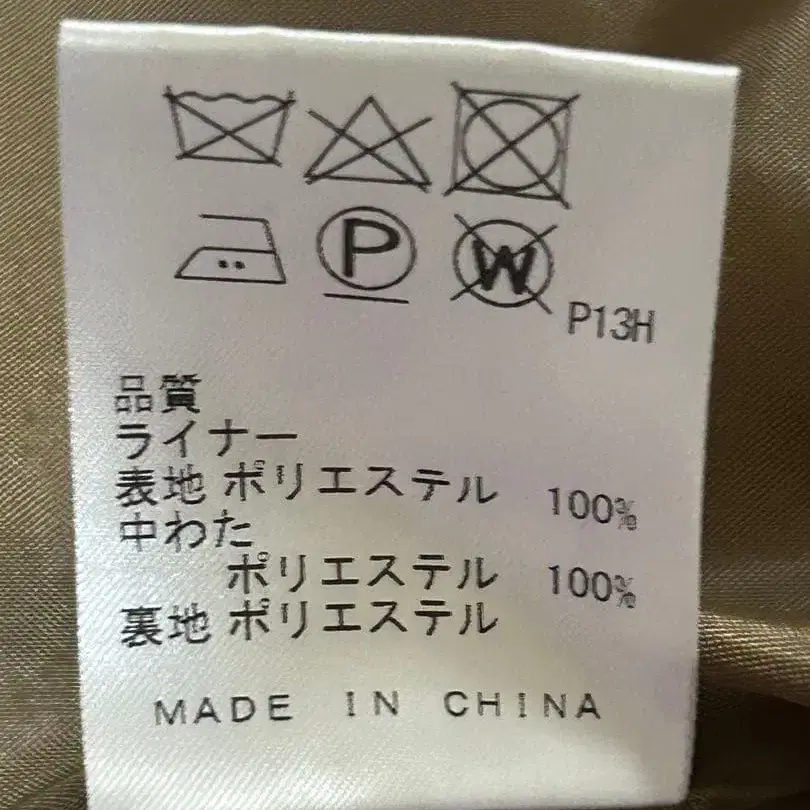 P
W
P13H
品質
ライナー
表地 ポリエステル 100%
中わた
ポリエステル 100%
裏地 ポリエステル
MADE IN CHINA